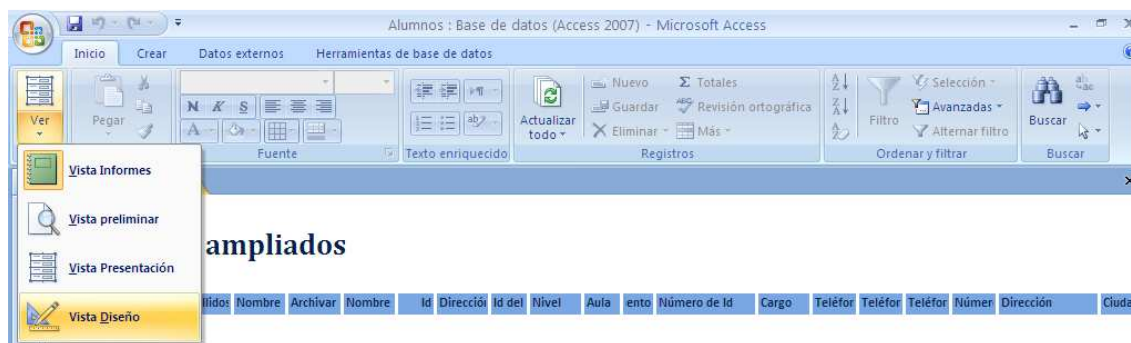 Alumnos : Base de datos (Access 2007) - Microsoft Access
Inicio Crear Datos externos Herramientas de base de datos
Ver
Pegar
N K S
A
Fuente
ab
Texto enriquecido
Actualizar todo
Nuevo Σ Totales
Guardar Revisión ortográfica
Eliminar Más
Registros
Filtro
Selección
Avanzadas
Alternar filtro
Ordenar y filtrar
Buscar
Buscar
Vista Informes
Vista preliminar
Vista Presentación
Vista Diseño
ampliados
Nombre Archivar Nombre Id Direcció Id del Nivel Aula ento Número de Id Cargo Teléfor Teléfor Teléfor Númer Dirección Ciuda